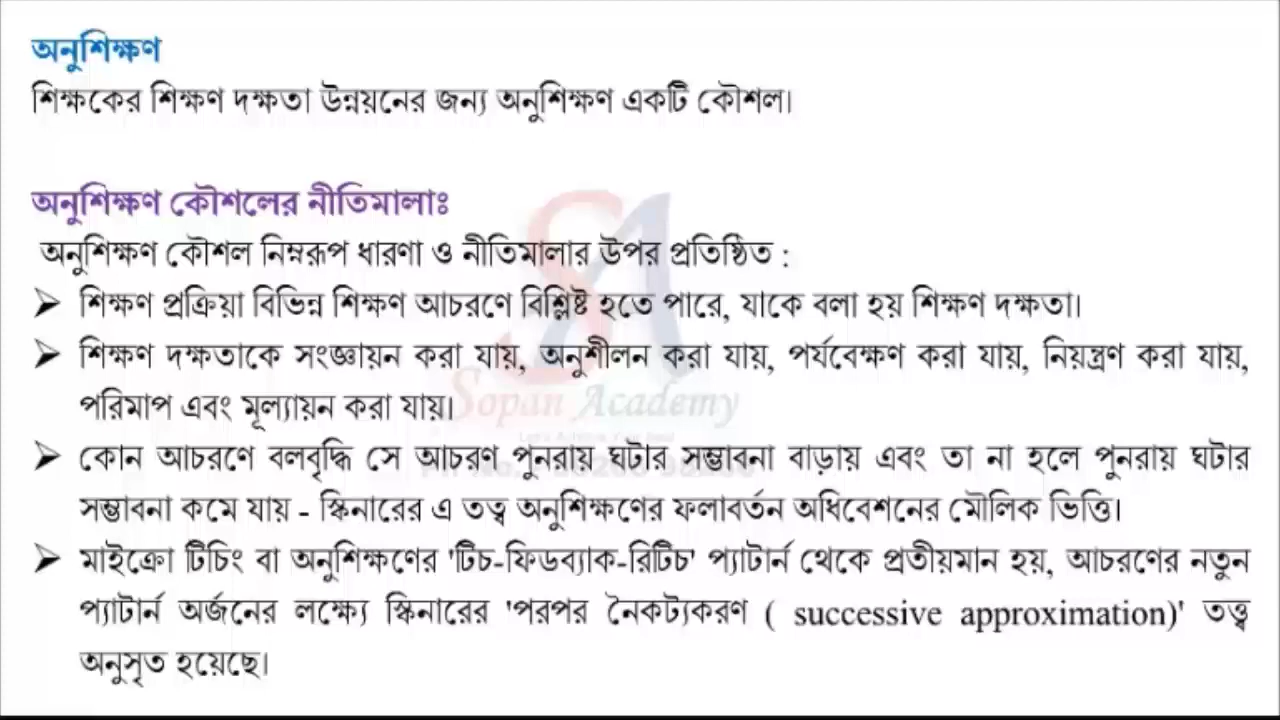 অনুশিক্ষণ
শিক্ষকের শিক্ষণ দক্ষতা উন্নয়নের জন্য অনুশিক্ষণ একটি কৌশল।
অনুশিক্ষণ কৌশলের নীতিমালাঃ
অনুশিক্ষণ কৌশল নিম্নরূপ ধারণা ও নীতিমালার উপর প্রতিষ্ঠিত :
➢ শিক্ষণ প্রক্রিয়া বিভিন্ন শিক্ষণ আচরণে বিশ্লিষ্ট হতে পারে, যাকে বলা হয় শিক্ষণ দক্ষতা।
➢ শিক্ষণ দক্ষতাকে সংজ্ঞায়ন করা যায়, অনুশীলন করা যায়, পর্যবেক্ষণ করা যায়, নিয়ন্ত্রণ করা যায়,
পরিমাপ এবং মূল্যায়ন করা যায়।
Sopan Academy
➢ কোন আচরণে বলবৃদ্ধি সে আচরণ পুনরায় ঘটার সম্ভাবনা বাড়ায় এবং তা না হলে পুনরায় ঘটার
সম্ভাবনা কমে যায় - স্কিনারের এ তত্ব অনুশিক্ষণের ফলাবর্তন অধিবেশনের মৌলিক ভিত্তি।
➢ মাইক্রো টিচিং বা অনুশিক্ষণের 'টিচ-ফিডব্যাক-রিটিচ' প্যাটার্ন থেকে প্রতীয়মান হয়, আচরণের নতুন
প্যাটার্ন অর্জনের লক্ষ্যে স্কিনারের 'পরপর নৈকট্যকরণ ( successive approximation)' তত্ত্ব
অনুসৃত হয়েছে।